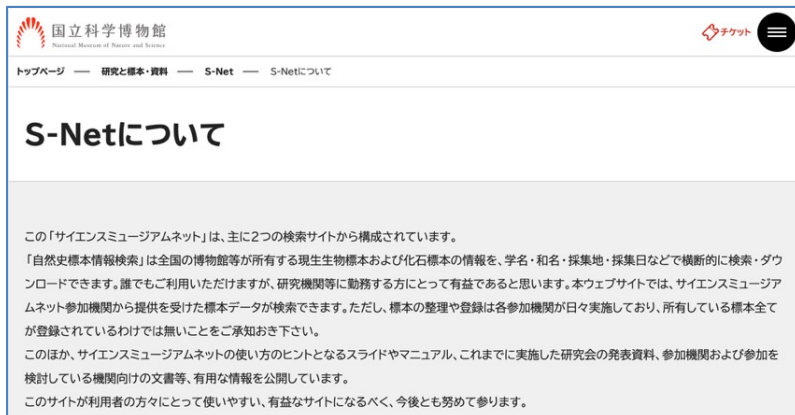 国立科学博物館
National Museum of Nature and Science
チケット
トップページ — 研究と標本・資料 — S-Net — S-Netについて
S-Netについて
この「サイエンスミュージアムネット」は、主に2つの検索サイトから構成されています。
「自然史標本情報検索」は全国の博物館等が所有する現生生物標本および化石標本の情報を、学名・和名・採集地・採集日などで横断的に検索・ダウ
ンロードできます。誰でもご利用いただけますが、研究機関等に勤務する方にとって有益であると思います。本ウェブサイトでは、サイエンスミュージア
ムネット参加機関から提供を受けた標本データが検索できます。ただし、標本の整理や登録は各参加機関が日々実施しており、所有している標本全て
が登録されているわけでは無いことをご承知おき下さい。
このほか、サイエンスミュージアムネットの使い方のヒントとなるスライドやマニュアル、これまでに実施した研究会の発表資料、参加機関および参加を
検討している機関向けの文書等、有用な情報を公開しています。
このサイトが利用者の方々にとって使いやすい、有益なサイトになるべく、今後とも努めて参ります。